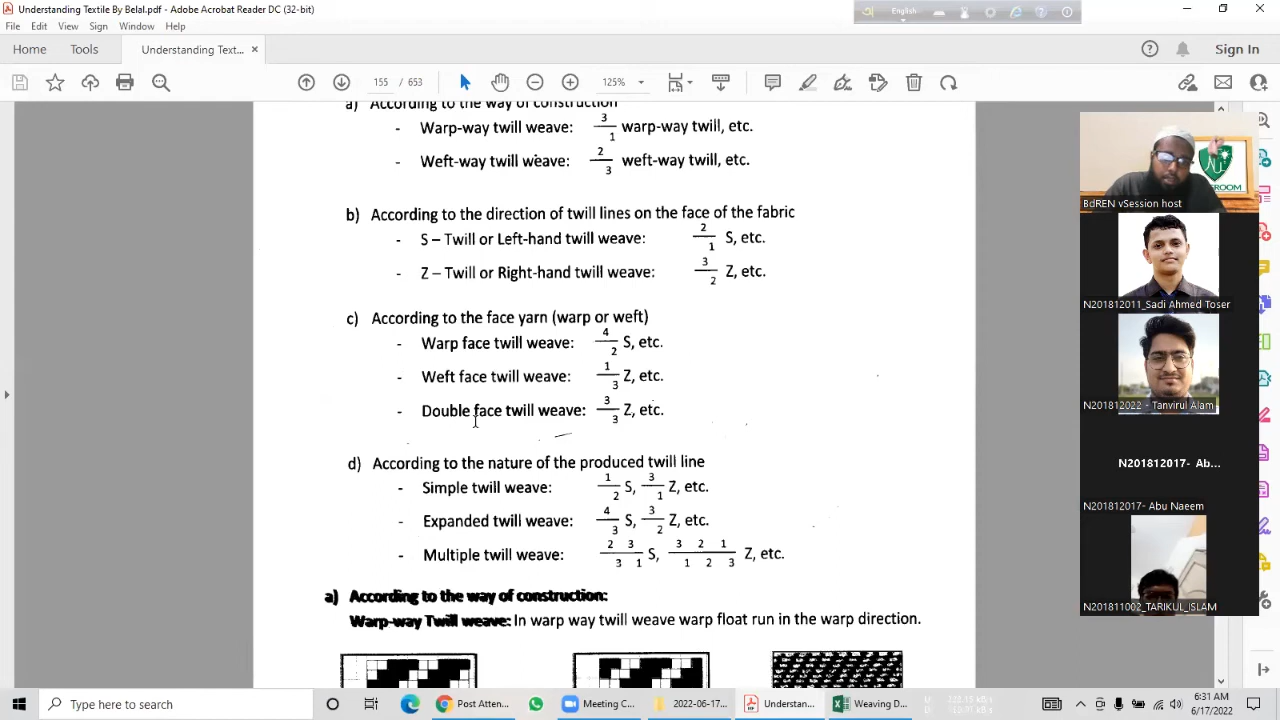 Understanding Textile By Belal.pdf - Adobe Acrobat Reader DC (32-bit)
English
File Edit View Sign Window Help
Home Tools Understanding Text... × Sign In
155 / 653 125%
a) According to the way of construction
- Warp-way twill weave: 3/1 warp-way twill, etc.
- Weft-way twill weave: 2/3 weft-way twill, etc.
b) According to the direction of twill lines on the face of the fabric
- S – Twill or Left-hand twill weave: 2/1 S, etc.
- Z – Twill or Right-hand twill weave: 3/2 Z, etc.
c) According to the face yarn (warp or weft)
- Warp face twill weave: 4/2 S, etc.
- Weft face twill weave: 1/3 Z, etc.
- Double face twill weave: 3/3 Z, etc.
d) According to the nature of the produced twill line
- Simple twill weave: 1/2 S, 3/1 Z, etc.
- Expanded twill weave: 4/3 S, 3/2 Z, etc.
- Multiple twill weave: 2 3/3 1 S, 3 2 1/1 2 3 Z, etc.
a) According to the way of construction:
Warp-way Twill weave: In warp way twill weave warp float run in the warp direction.
ROOM
BdREN vSession host
N201812011_Sadi Ahmed Toser
N201812022 - Tanvirul Alam
N201812017- Ab...
N201812017- Abu Naeem
N201811002_TARIKUL_ISLAM
Type here to search
Post Atten...
Meeting C...
2022-06-17...
Understan...
Weaving D...
6:31 AM
6/17/2022